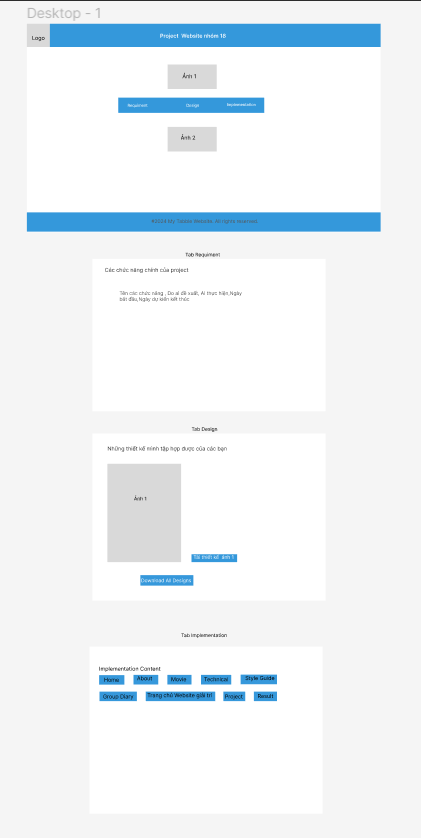 Desktop - 1
Logo
Project Website nhóm 18
Ảnh 1
Requiment
Design
Implementation
Ảnh 2
©2024 My Tabbar Website. All rights reserved.
Tab Requiment
Các chức năng chính của project
Tên các chức năng , Do ai đề xuất, Ai thực hiện,Ngày
bắt đầu,Ngày dự kiến kết thúc
Tab Design
Những thiết kế mình tập hợp được của các bạn
Ảnh 1
Tải thiết kế ảnh 1
Download All Designs
Tab Implementation
Implementation Content
Home
About
Movie
Technical
Style Guide
Group Diary
Trang chủ Website giải trí
Project
Result